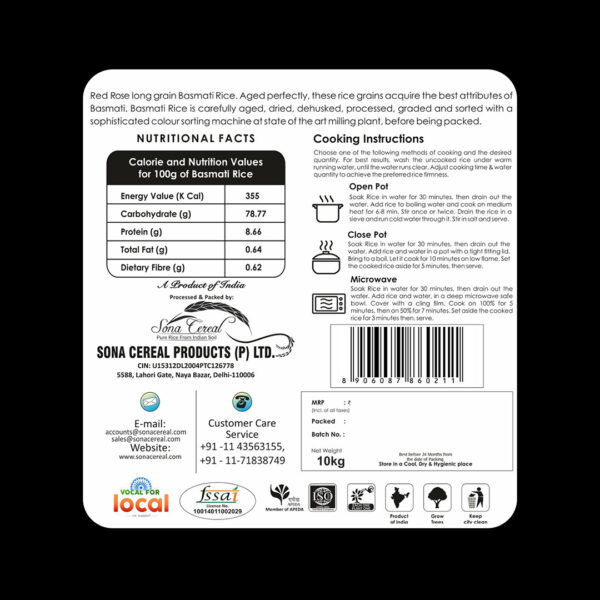 Red Rose long grain Basmati Rice. Aged perfectly, these rice grains acquire the best attributes of
Basmati. Basmati Rice is carefully aged, dried, dehusked, processed, graded and sorted with a
sophisticated colour sorting machine at state of the art milling plant, before being packed.
NUTRITIONAL FACTS
Calorie and Nutrition Values
for 100g of Basmati Rice
Energy Value (K Cal) 355
Carbohydrate (g) 78.77
Protein (g) 8.66
Total Fat (g) 0.64
Dietary Fibre (g) 0.62
A Product of India
Processed & Packed by:
Sona Cereal
Pure Rice From Indian Soil
SONA CEREAL PRODUCTS (P) LTD.
CIN: U15312DL2004PTC126778
5588, Lahori Gate, Naya Bazar, Delhi-110006
E-mail:
accounts@sonacereal.com
sales@sonacereal.com
Website:
www.sonacereal.com
Customer Care
Service
+91 -11 43563155,
+91 - 11-71838749
Cooking Instructions
Choose one of the following methods of cooking and the desired
quantity. For best results, wash the uncocked rice under warm
running water, until the water runs clear. Adjust cooking time & water
quantity to achieve the preferred rice firmness.
Open Pot
Soak Rice in water for 30 minutes, then drain out the
water. Add rice to boiling water and cook on medium
heat for 6-8 min. Stir once or twice. Drain the rice in a
sieve and run cold water through it. Stir in salt and serve.
Close Pot
Soak Rice in water for 30 minutes, then drain out the
water. Add rice and water in a pot with a tight fitting lid.
Bring to a boil. Let it cook for 10 minutes on low flame. Set
the cooked rice aside for 5 minutes, then serve.
Microwave
Soak Rice in water for 30 minutes, then drain out the
water. Add rice and water, in a deep microwave safe
bowl. Cover with a cling film. Cook on 100% for 5
minutes, then on 50% for 7 minutes. Set aside the cooked
rice for 3 minutes then, serve.
8 906087 860211
MRP : ₹
(Incl. of all taxes)
Packed :
Batch No. :
Net Weight
10kg
Best before 24 Months from
the date of Packing
Store in a Cool, Dry & Hygienic place
VOCAL FOR
local
fssai
License No.
10014011002029
APEDA
Member of APEDA
ISO
Product
of India
Grow
Trees
Keep
city clean